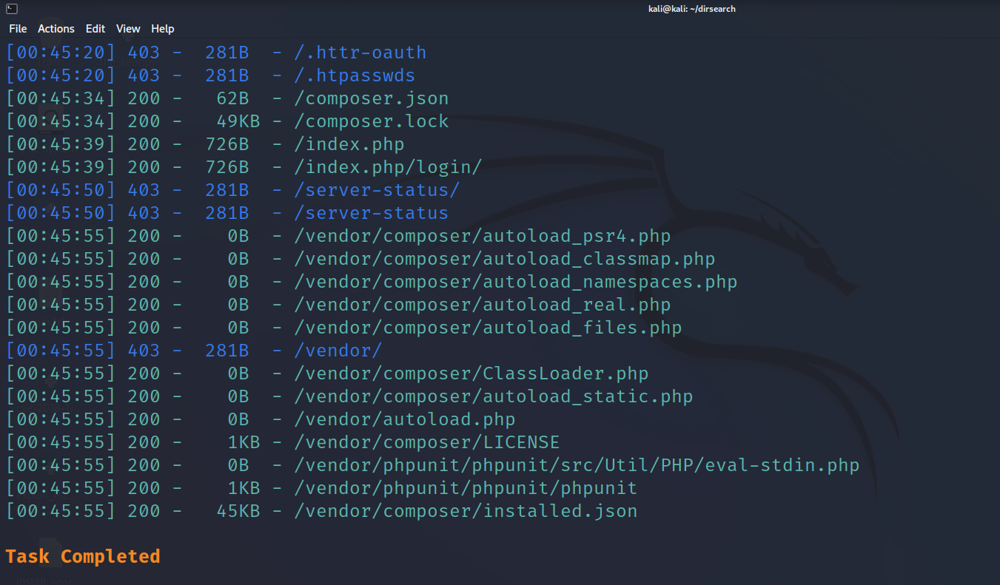 kali@kali: ~/dirsearch
File Actions Edit View Help
[00:45:20] 403 - 281B - /.httr-oauth
[00:45:20] 403 - 281B - /.htpasswds
[00:45:34] 200 - 62B - /composer.json
[00:45:34] 200 - 49KB - /composer.lock
[00:45:39] 200 - 726B - /index.php
[00:45:39] 200 - 726B - /index.php/login/
[00:45:50] 403 - 281B - /server-status/
[00:45:50] 403 - 281B - /server-status
[00:45:55] 200 - 0B - /vendor/composer/autoload_psr4.php
[00:45:55] 200 - 0B - /vendor/composer/autoload_classmap.php
[00:45:55] 200 - 0B - /vendor/composer/autoload_namespaces.php
[00:45:55] 200 - 0B - /vendor/composer/autoload_real.php
[00:45:55] 200 - 0B - /vendor/composer/autoload_files.php
[00:45:55] 403 - 281B - /vendor/
[00:45:55] 200 - 0B - /vendor/composer/ClassLoader.php
[00:45:55] 200 - 0B - /vendor/composer/autoload_static.php
[00:45:55] 200 - 0B - /vendor/autoload.php
[00:45:55] 200 - 1KB - /vendor/composer/LICENSE
[00:45:55] 200 - 0B - /vendor/phpunit/phpunit/src/Util/PHP/eval-stdin.php
[00:45:55] 200 - 1KB - /vendor/phpunit/phpunit/phpunit
[00:45:55] 200 - 45KB - /vendor/composer/installed.json
Task Completed